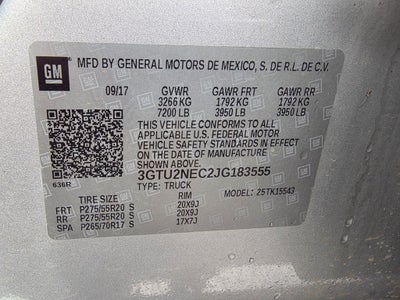 GM
MFD BY GENERAL MOTORS DE MEXICO, S. DE R.L. DE C.V.
09/17 GVWR GAWR FRT GAWR RR
3266 KG 1792 KG 1792 KG
7200 LB 3950 LB 3950 LB
THIS VEHICLE CONFORMS TO ALL
APPLICABLE U.S. FEDERAL MOTOR
VEHICLE SAFETY STANDARDS IN EFFECT
ON THE DATE OF MANUFACTURE
SHOWN ABOVE.
636R 3GTU2NEC2JG183555
TYPE: TRUCK MODEL: 25TK15543
TIRE SIZE RIM
FRT P275/55R20 S 20X9J
RR P275/55R20 S 20X9J
SPA P265/70R17 S 17X7J